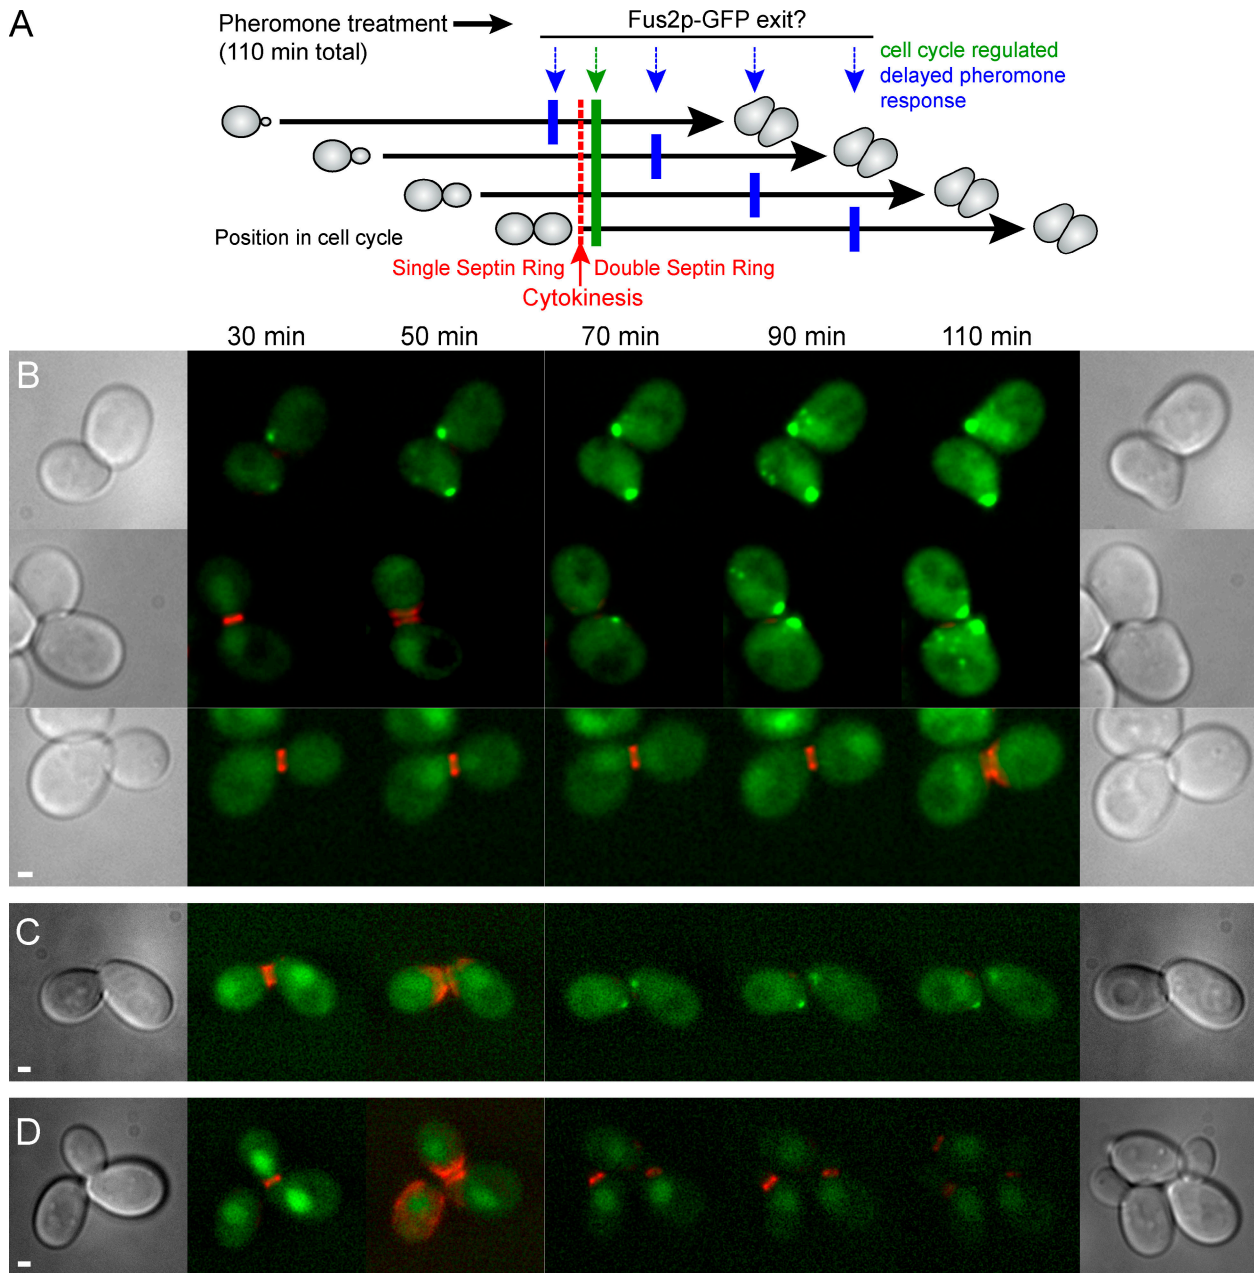 A
Pheromone treatment
(110 min total)
Fus2p-GFP exit?
cell cycle regulated
delayed pheromone
response
Position in cell cycle
Single Septin Ring
Double Septin Ring
Cytokinesis
30 min
50 min
70 min
90 min
110 min
B
C
D